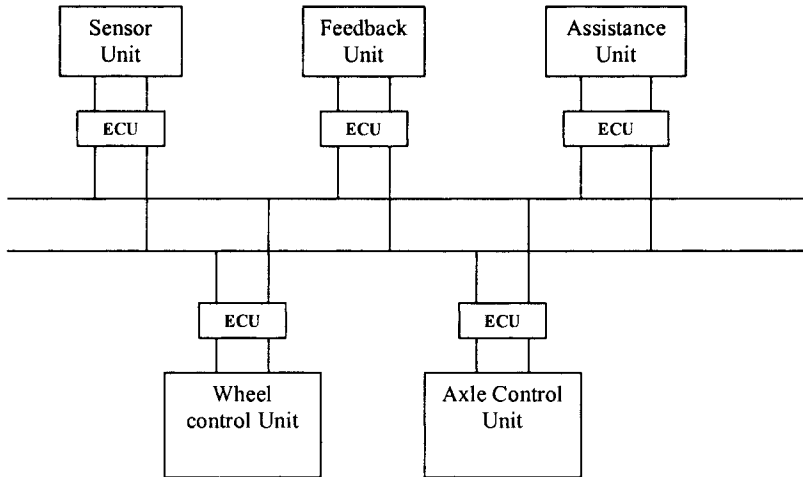 Sensor
Unit
Feedback
Unit
Assistance
Unit
ECU
ECU
ECU
ECU
ECU
Wheel
control Unit
Axle Control
Unit